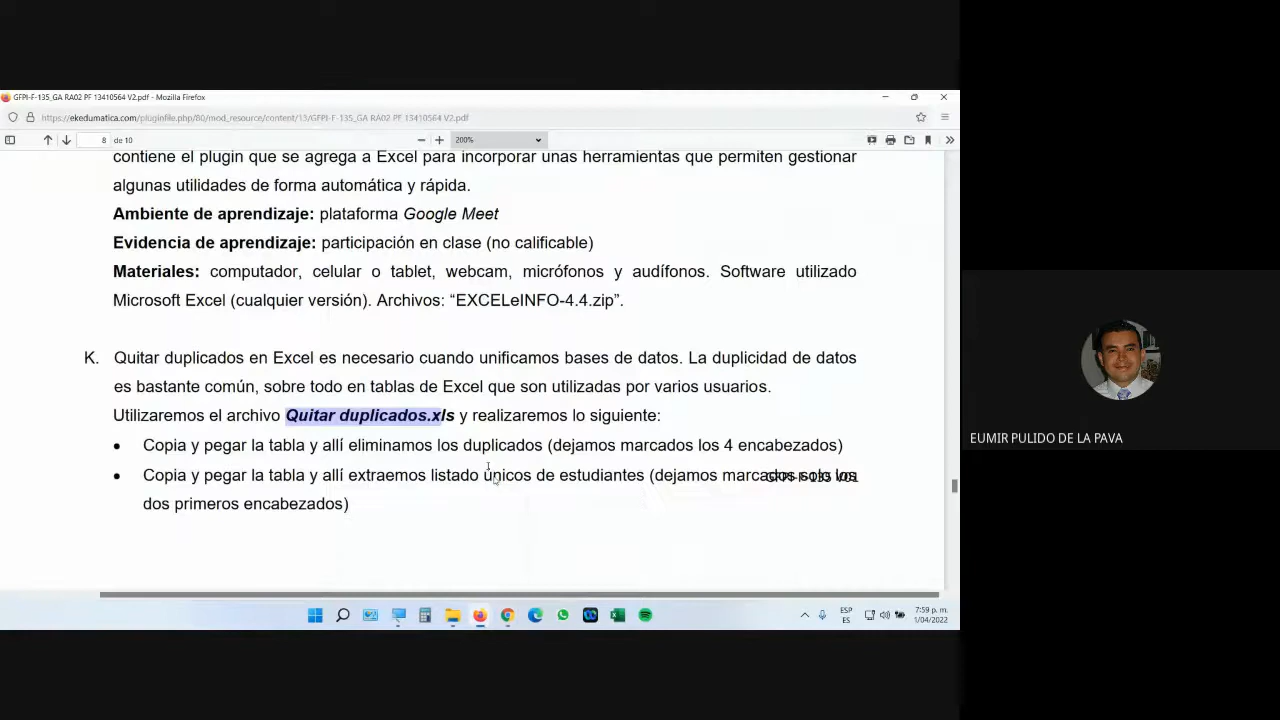 GFPI-F-135_GA RA02 PF 13410564 V2.pdf - Mozilla Firefox
https://ekedumatica.com/pluginfile.php/80/mod_resource/content/13/GFPI-F-135_GA RA02 PF 13410564 V2.pdf
8 de 10
200%
contiene el plugin que se agrega a Excel para incorporar unas herramientas que permiten gestionar
algunas utilidades de forma automática y rápida.
Ambiente de aprendizaje: plataforma Google Meet
Evidencia de aprendizaje: participación en clase (no calificable)
Materiales: computador, celular o tablet, webcam, micrófonos y audífonos. Software utilizado
Microsoft Excel (cualquier versión). Archivos: “EXCELeINFO-4.4.zip”.
K. Quitar duplicados en Excel es necesario cuando unificamos bases de datos. La duplicidad de datos
es bastante común, sobre todo en tablas de Excel que son utilizadas por varios usuarios.
Utilizaremos el archivo Quitar duplicados.xls y realizaremos lo siguiente:
• Copia y pegar la tabla y allí eliminamos los duplicados (dejamos marcados los 4 encabezados)
• Copia y pegar la tabla y allí extraemos listado únicos de estudiantes (dejamos marcados solo los
GFPI-F-135 V01
dos primeros encabezados)
EUMIR PULIDO DE LA PAVA
ESP
ES
7:59 p. m.
1/04/2022